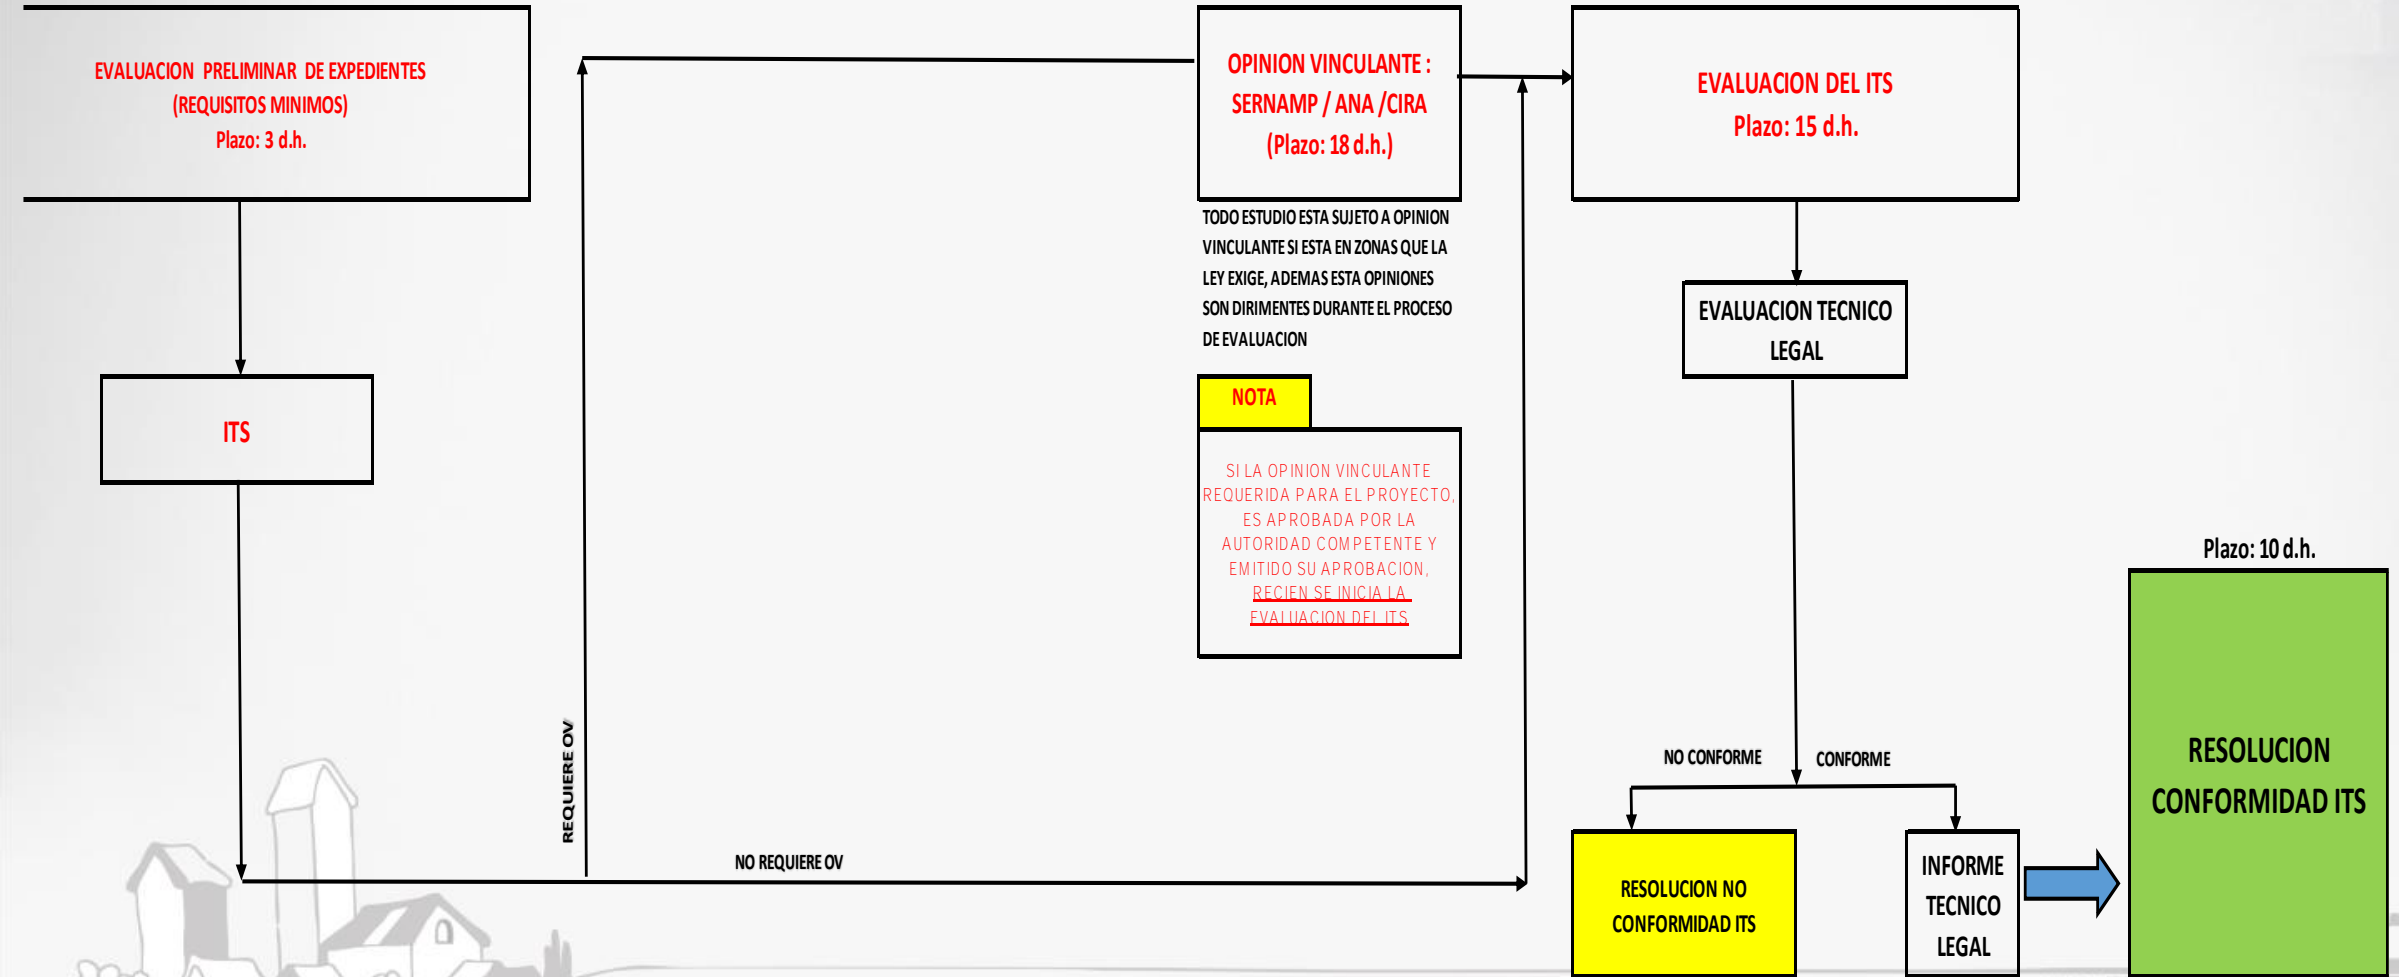 EVALUACION PRELIMINAR DE EXPEDIENTES
(REQUISITOS MINIMOS)
Plazo: 3 d.h.
ITS
REQUIERE OV
NO REQUIERE OV
OPINION VINCULANTE :
SERNAMP / ANA /CIRA
(Plazo: 18 d.h.)
TODO ESTUDIO ESTA SUJETO A OPINION
VINCULANTE SI ESTA EN ZONAS QUE LA
LEY EXIGE, ADEMAS ESTA OPINIONES
SON DIRIMENTES DURANTE EL PROCESO
DE EVALUACION
NOTA
SI LA OPINION VINCULANTE
REQUERIDA PARA EL PROYECTO,
ES APROBADA POR LA
AUTORIDAD COMPETENTE Y
EMITIDO SU APROBACION,
RECIEN SE INICIA LA
EVALUACION DEL ITS
EVALUACION DEL ITS
Plazo: 15 d.h.
EVALUACION TECNICO
LEGAL
NO CONFORME
CONFORME
RESOLUCION NO
CONFORMIDAD ITS
INFORME
TECNICO
LEGAL
Plazo: 10 d.h.
RESOLUCION
CONFORMIDAD ITS